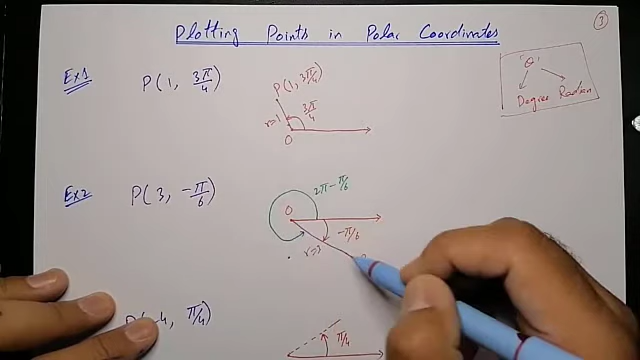 3
Plotting Points in Polar Coordinates
'θ'
Degree Radian
Ex1 P(1, 3π/4)
P(1, 3π/4)
r=1
3π/4
O
Ex2 P(3, -π/6)
2π-π/6
O
-π/6
r=3
4, π/4)
π/4